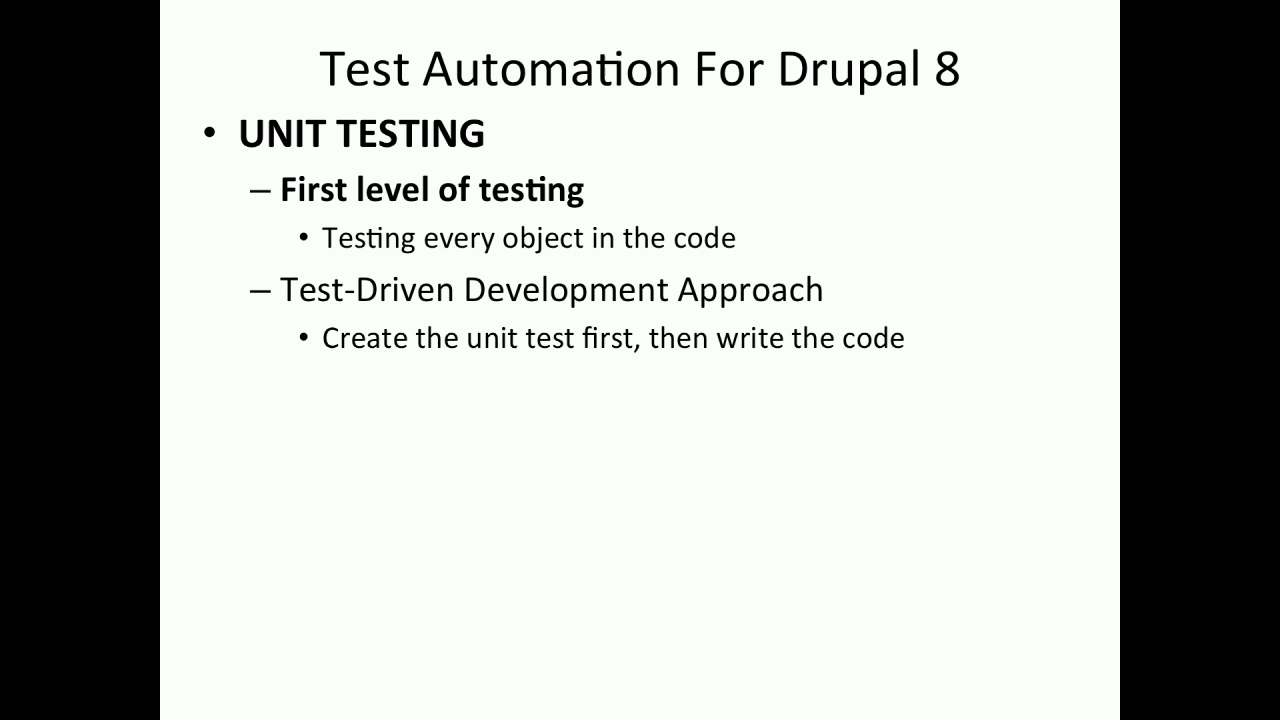 Test Automation For Drupal 8
• UNIT TESTING
– First level of testing
• Testing every object in the code
– Test-Driven Development Approach
• Create the unit test first, then write the code